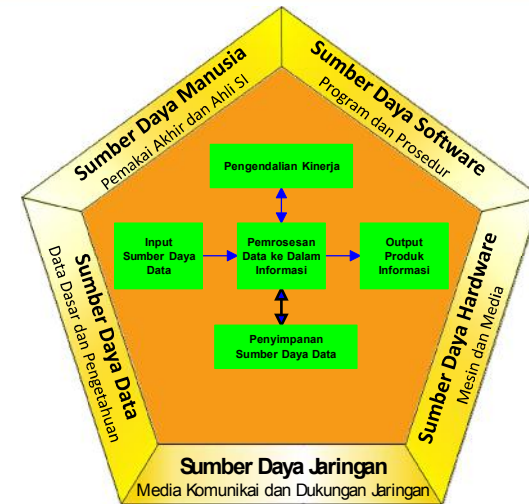 Sumber Daya Manusia
Pemakai Akhir dan Ahli SI
Sumber Daya Software
Program dan Prosedur
Pengendalian Kinerja
Input
Sumber Daya
Data
Pemrosesan
Data ke Dalam
Informasi
Output
Produk
Informasi
Penyimpanan
Sumber Daya Data
Sumber Daya Data
Data Dasar dan Pengetahuan
Sumber Daya Hardware
Mesin dan Media
Sumber Daya Jaringan
Media Komunikai dan Dukungan Jaringan